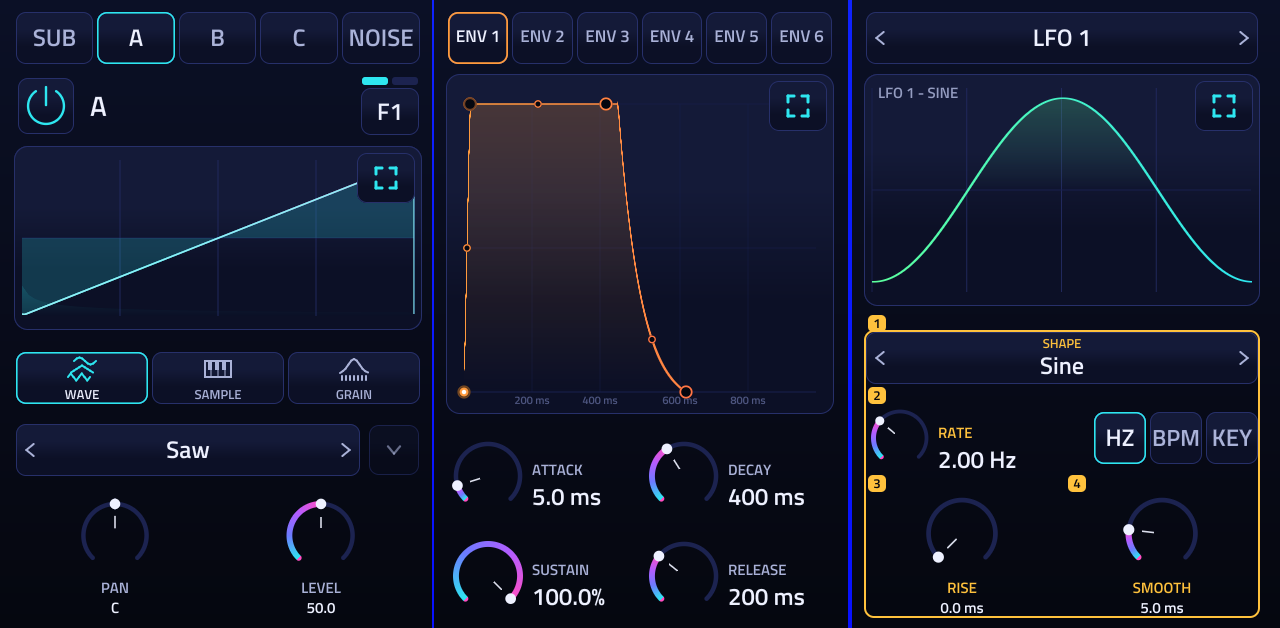 SUB A B C NOISE
A
F1
WAVE SAMPLE GRAIN
Saw
PAN LEVEL
C 50.0
ENV 1 ENV 2 ENV 3 ENV 4 ENV 5 ENV 6
200 ms 400 ms 600 ms 800 ms
ATTACK DECAY
5.0 ms 400 ms
SUSTAIN RELEASE
100.0% 200 ms
LFO 1
LFO 1 - SINE
1
SHAPE
Sine
2
RATE
2.00 Hz
HZ BPM KEY
3 4
RISE SMOOTH
0.0 ms 5.0 ms